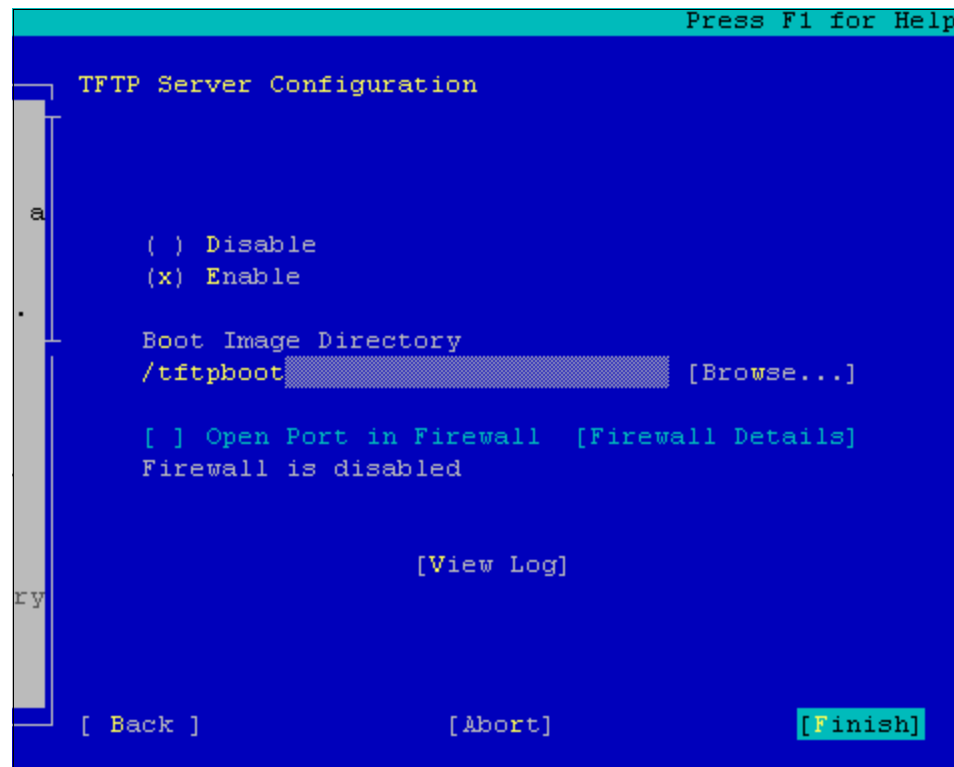 Press F1 for Help
TFTP Server Configuration
a
( ) Disable
(x) Enable
.
Boot Image Directory
/tftpboot [Browse...]
[ ] Open Port in Firewall [Firewall Details]
Firewall is disabled
[View Log]
ry
[ Back ] [Abort] [Finish]